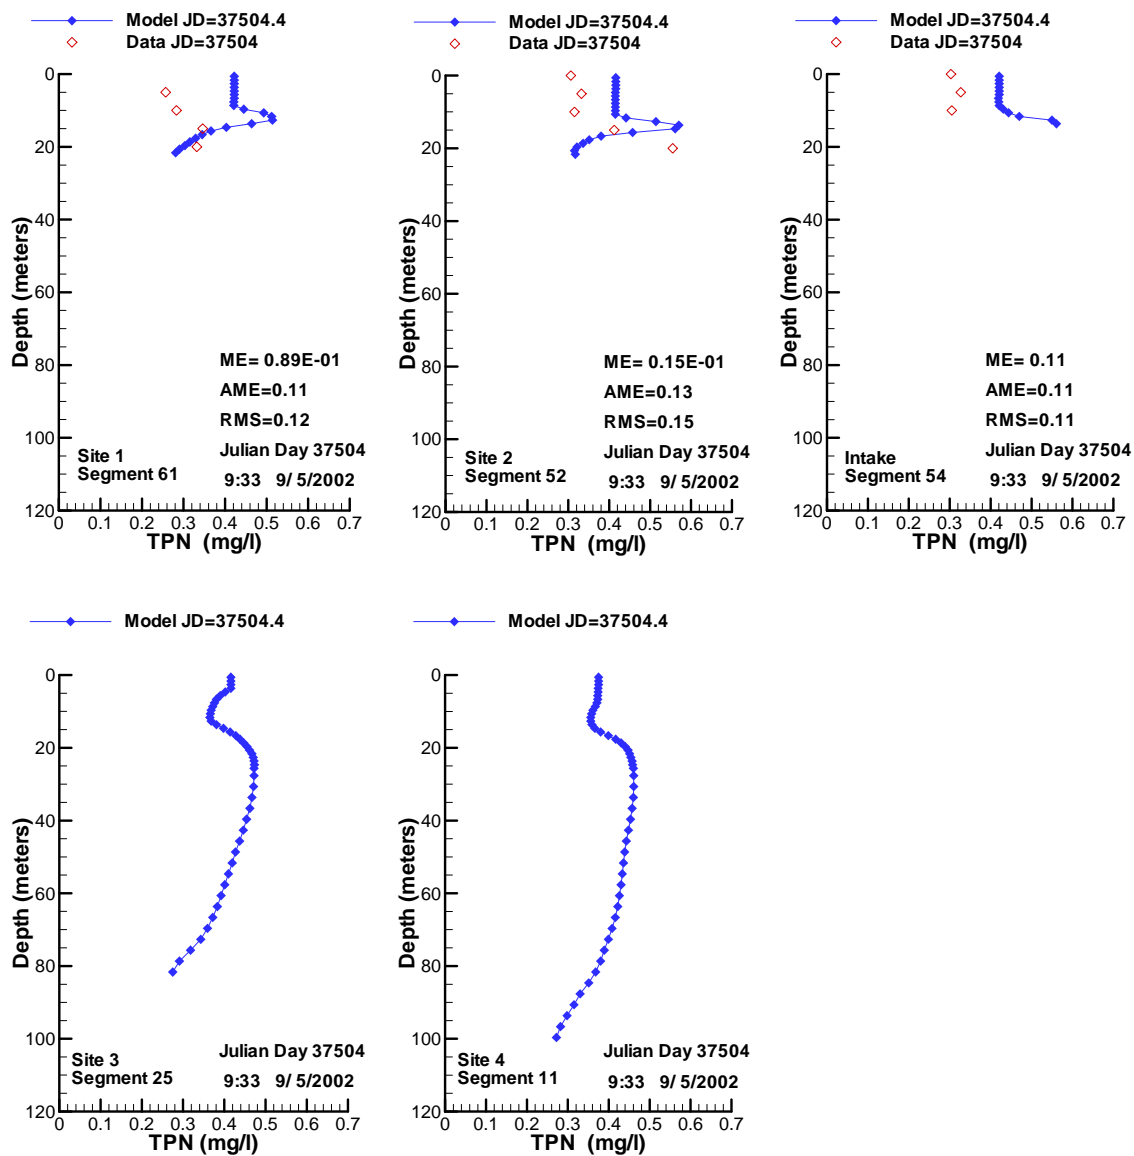 Model JD=37504.4
Data JD=37504
0
20
40
60
80
100
120
Depth (meters)
ME= 0.89E-01
AME=0.11
RMS=0.12
Site 1
Segment 61
Julian Day 37504
9:33 9/ 5/2002
0 0.1 0.2 0.3 0.4 0.5 0.6 0.7
TPN (mg/l)
Model JD=37504.4
Data JD=37504
0
20
40
60
80
100
120
Depth (meters)
ME= 0.15E-01
AME=0.13
RMS=0.15
Site 2
Segment 52
Julian Day 37504
9:33 9/ 5/2002
0 0.1 0.2 0.3 0.4 0.5 0.6 0.7
TPN (mg/l)
Model JD=37504.4
Data JD=37504
0
20
40
60
80
100
120
Depth (meters)
ME= 0.11
AME=0.11
RMS=0.11
Intake
Segment 54
Julian Day 37504
9:33 9/ 5/2002
0 0.1 0.2 0.3 0.4 0.5 0.6 0.7
TPN (mg/l)
Model JD=37504.4
0
20
40
60
80
100
120
Depth (meters)
Site 3
Segment 25
Julian Day 37504
9:33 9/ 5/2002
0 0.1 0.2 0.3 0.4 0.5 0.6 0.7
TPN (mg/l)
Model JD=37504.4
0
20
40
60
80
100
120
Depth (meters)
Site 4
Segment 11
Julian Day 37504
9:33 9/ 5/2002
0 0.1 0.2 0.3 0.4 0.5 0.6 0.7
TPN (mg/l)